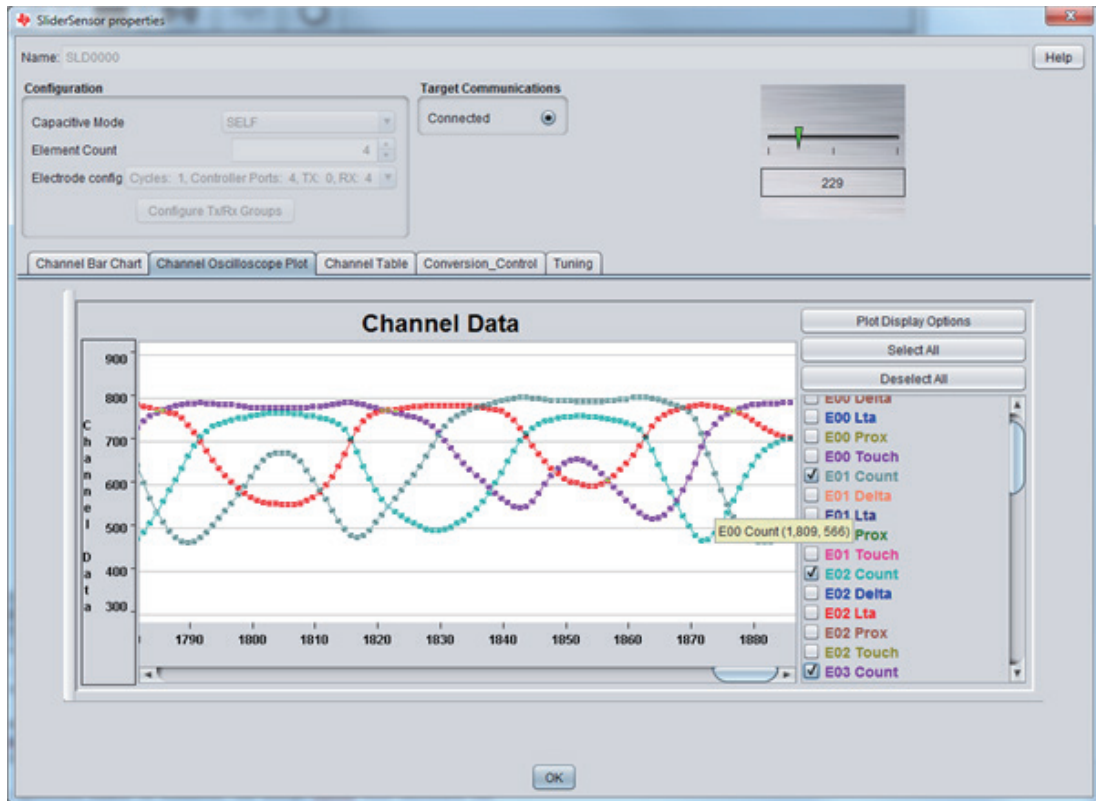 SliderSensor properties
Name: SLD0000
Help
Configuration
Capacitive Mode SELF
Element Count 4
Electrode config Cycles: 1, Controller Ports: 4, TX: 0, RX: 4
Configure Tx/Rx Groups
Target Communications
Connected
229
Channel Bar Chart Channel Oscilloscope Plot Channel Table Conversion_Control Tuning
Channel Data
Channel Data
900
800
700
600
500
400
300
1790 1800 1810 1820 1830 1840 1850 1860 1870 1880
E00 Count (1,809, 566)
Plot Display Options
Select All
Deselect All
E00 Delta
E00 Lta
E00 Prox
E00 Touch
E01 Count
E01 Delta
E01 Lta
Prox
E01 Touch
E02 Count
E02 Delta
E02 Lta
E02 Prox
E02 Touch
E03 Count
OK